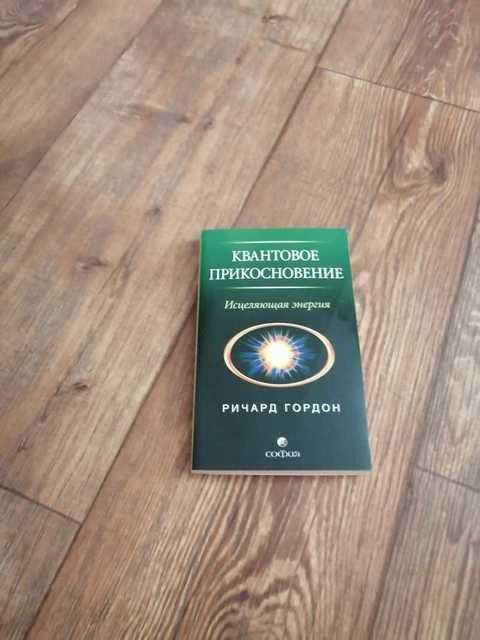 КВАНТОВОЕ
ПРИКОСНОВЕНИЕ
Исцеляющая энергия
РИЧАРД ГОРДОН
СОФИЯ